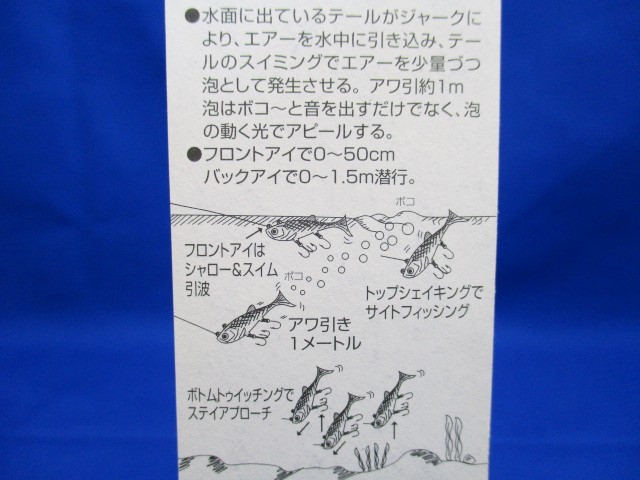 ●水面に出ているテールがジャークに
より、エアーを水中に引き込み、テー
ルのスイミングでエアーを少量づつ
泡として発生させる。アワ引約1m
泡はボコ〜と音を出すだけでなく、泡
の動く光でアピールする。
●フロントアイで0〜50cm
バックアイで0〜1.5m潜行。
ボコ
フロントアイは
シャロー&スイム
引波
ボコ
トップシェイキングで
サイトフィッシング
アワ引き
1メートル
ボトムトゥイッチングで
ステイアプローチ